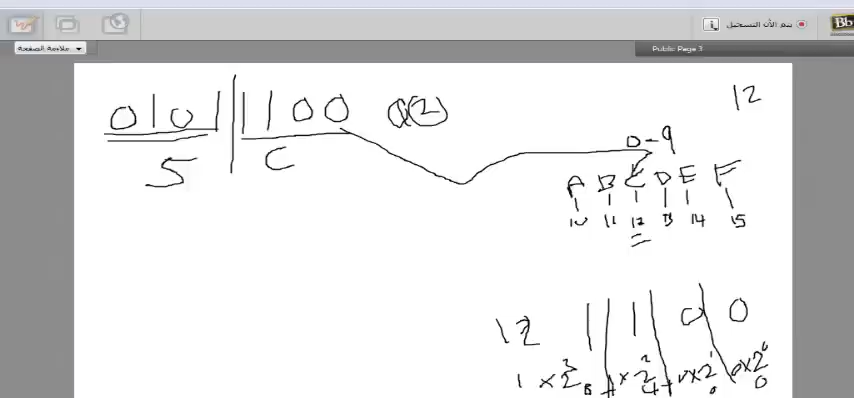 يتم الآن التسجيل
Bb
ملاءمة الصفحة
Public Page 3
0101 | 1100 (2)
12
5 C
0-9
A B C D E F
10 11 12 13 14 15
12 1 | 1 | 0 | 0
1 × 2³ 1 × 2² 0 × 2¹ 0 × 2⁰
8 + 4 + 0 0